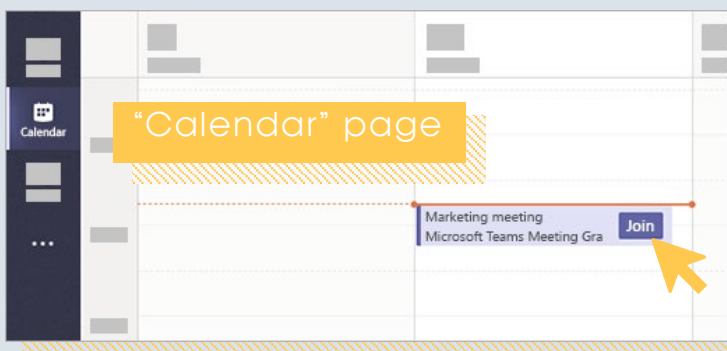 Calendar
“Calendar” page
Marketing meeting
Microsoft Teams Meeting Gra
Join